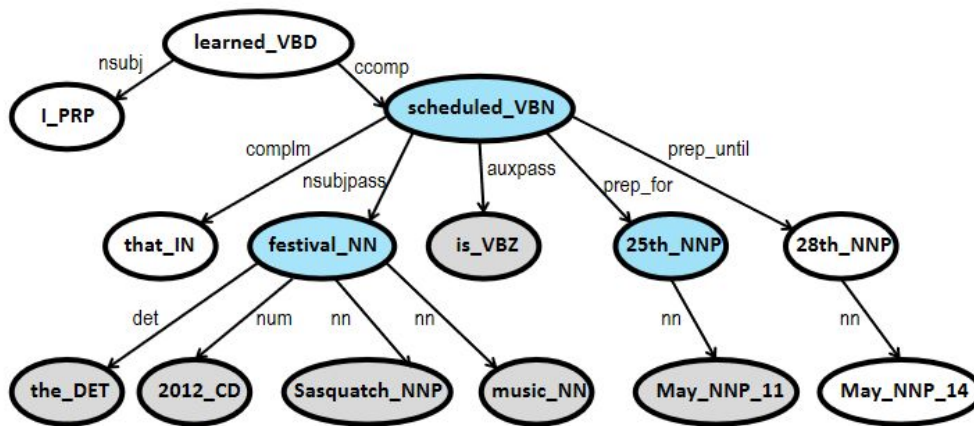 learned_VBD
nsubj
ccomp
I_PRP
scheduled_VBN
complm
nsubjpass
auxpass
prep_for
prep_until
that_IN
festival_NN
is_VBZ
25th_NNP
28th_NNP
det
num
nn
nn
nn
nn
the_DET
2012_CD
Sasquatch_NNP
music_NN
May_NNP_11
May_NNP_14